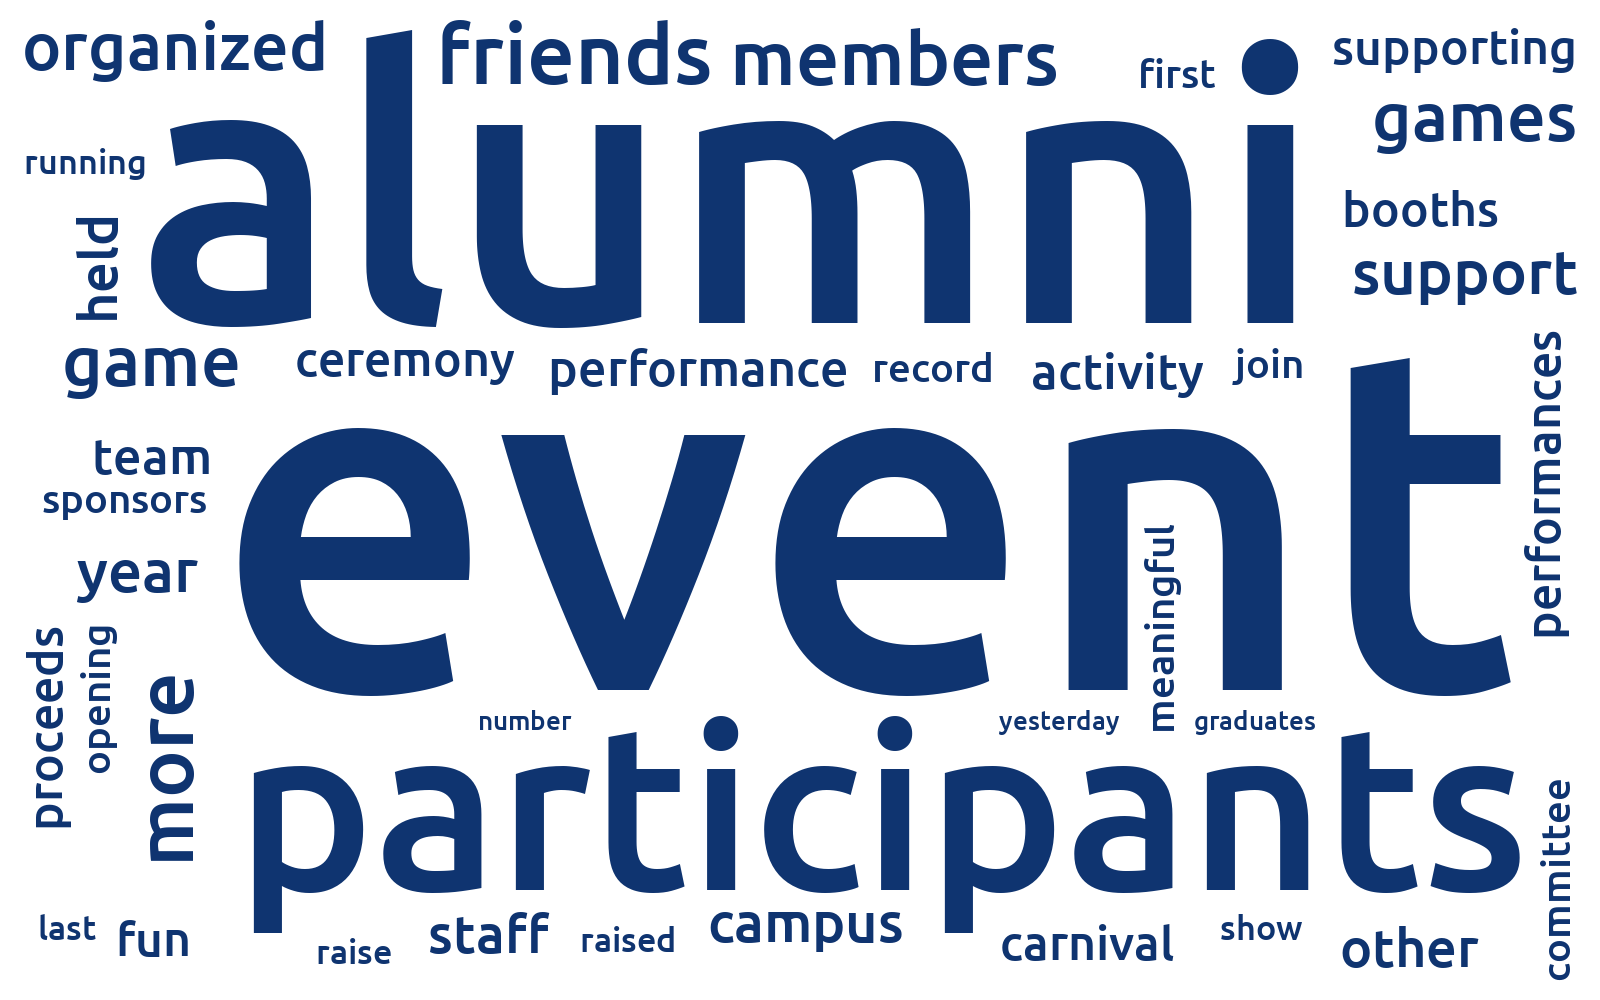 organized
friends
members
first
supporting
games
alumni
running
held
booths
support
game
ceremony
performance
record
activity
join
performances
event
team
sponsors
year
meaningful
proceeds
opening
more
number
yesterday
graduates
participants
committee
last
fun
raise
staff
raised
campus
carnival
show
other